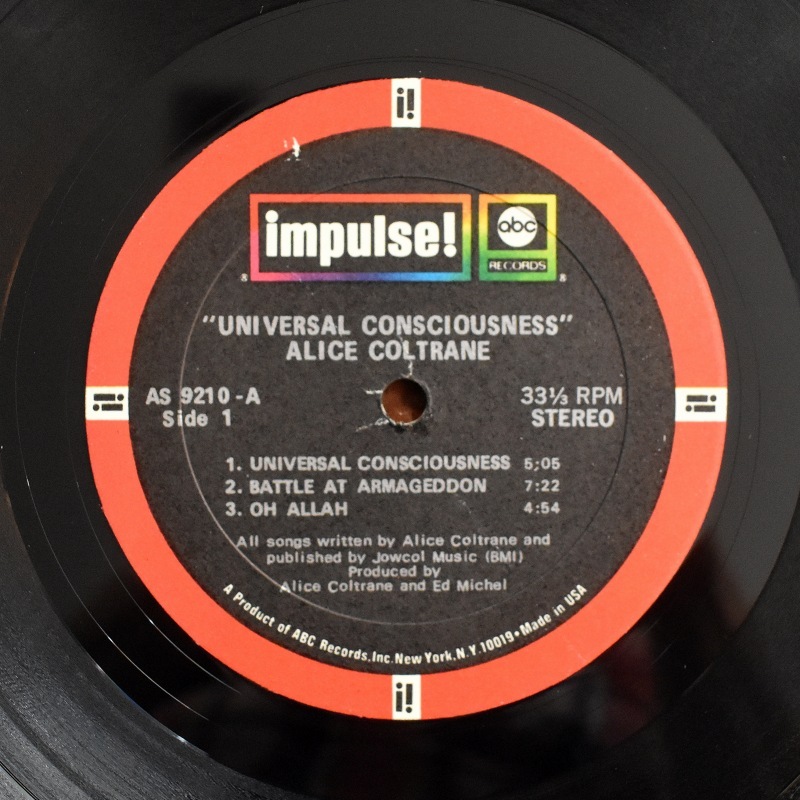 i!
impulse!
abc
RECORDS
®
®
"UNIVERSAL CONSCIOUSNESS"
ALICE COLTRANE
AS 9210-A
Side 1
33⅓ RPM
STEREO
i!
i!
1. UNIVERSAL CONSCIOUSNESS 5;05
2. BATTLE AT ARMAGEDDON 7:22
3. OH ALLAH 4:54
All songs written by Alice Coltrane and
published by Jowcol Music (BMI)
Produced by
Alice Coltrane and Ed Michel
A Product of ABC Records,Inc.New York,N.Y.10019•Made in USA
i!